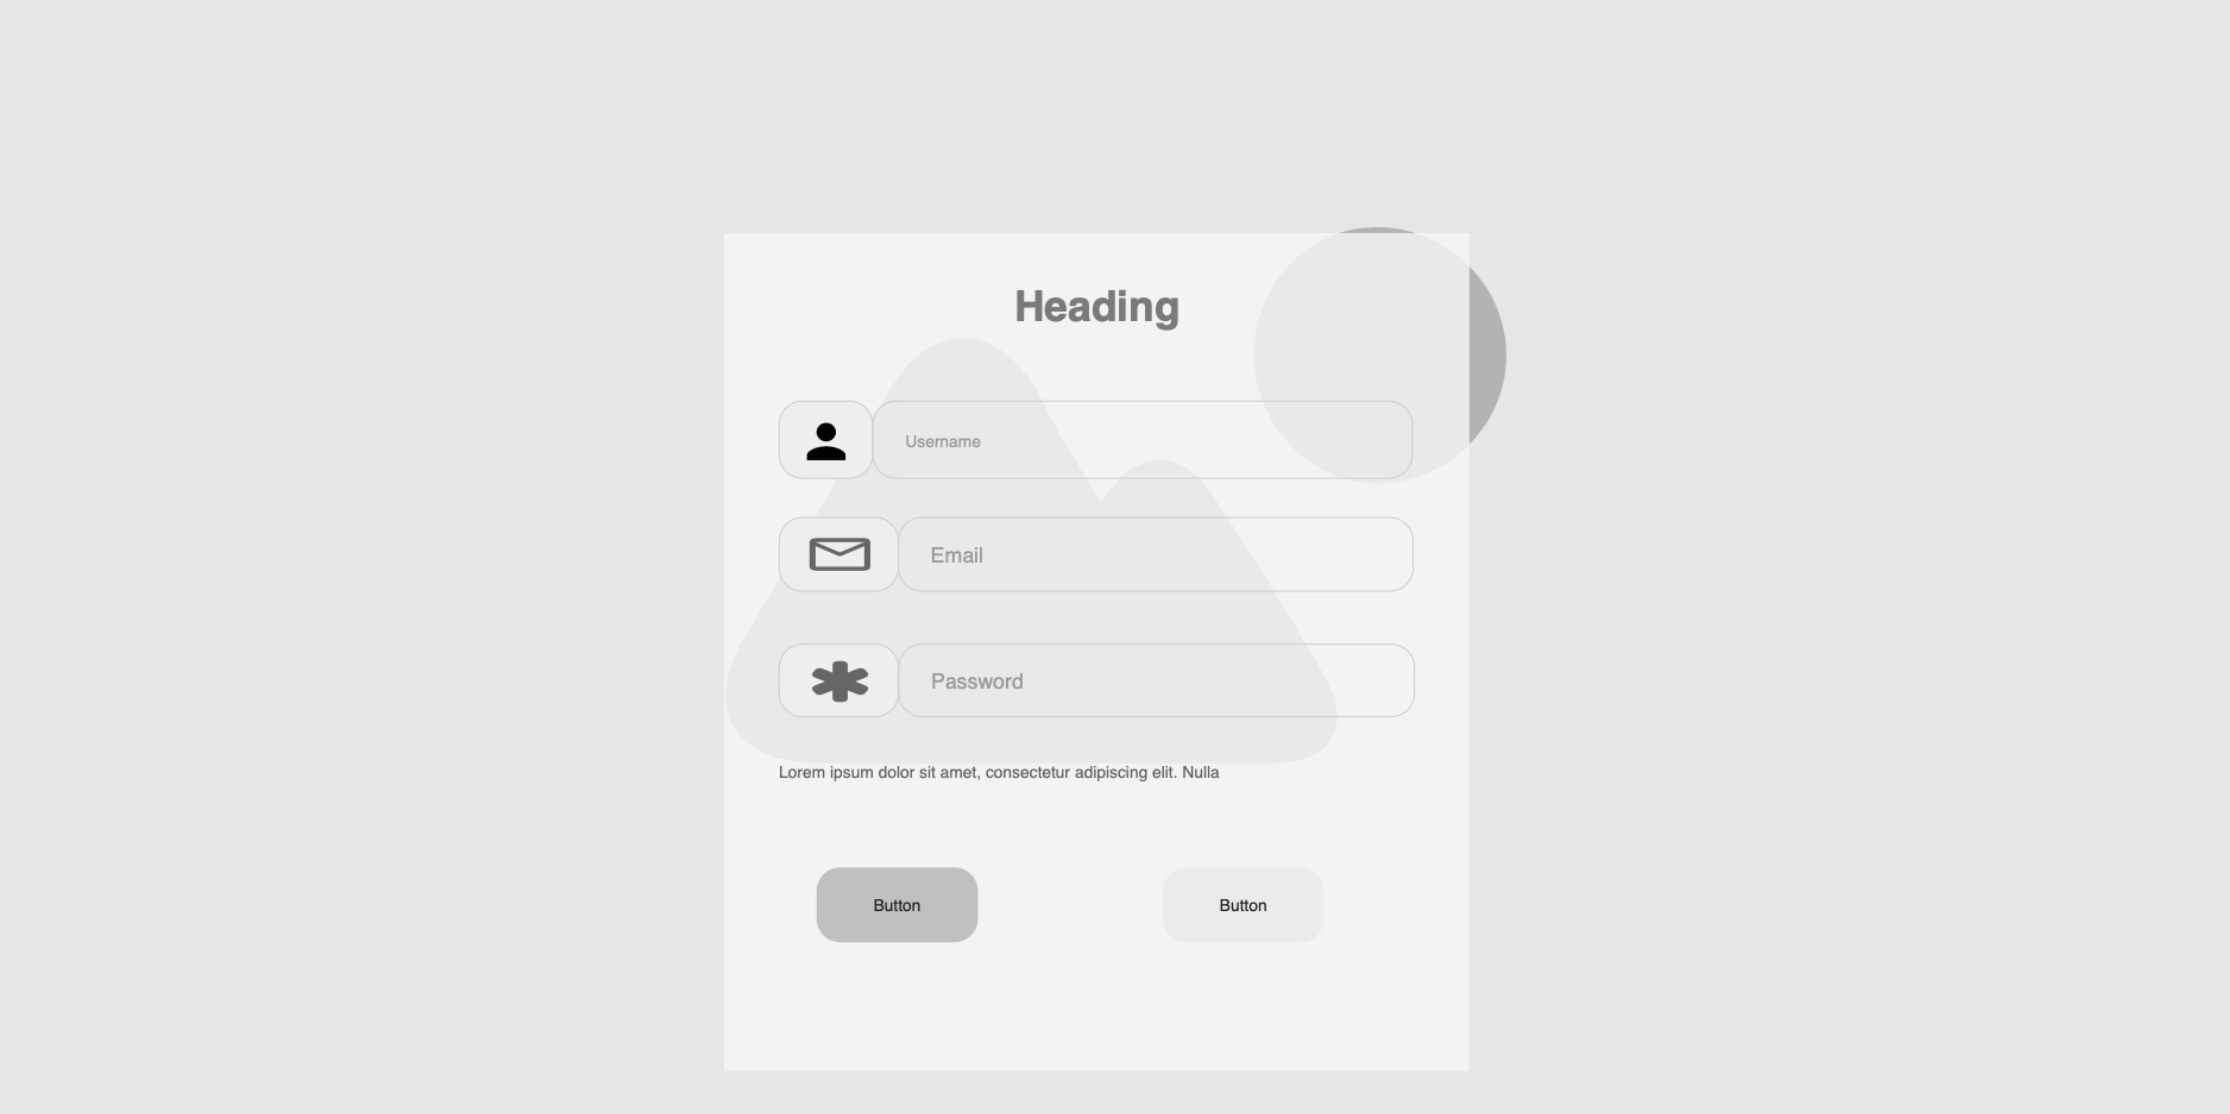 Heading
Username
Email
Password
Lorem ipsum dolor sit amet, consectetur adipiscing elit. Nulla
Button
Button